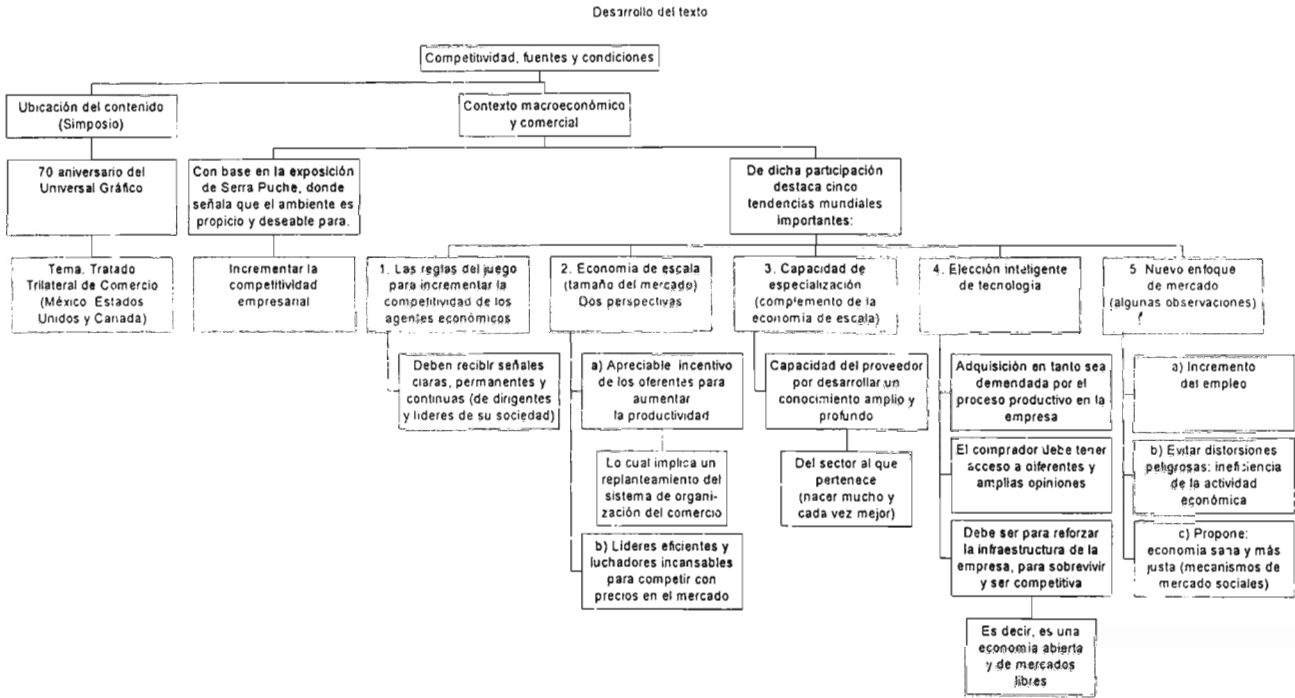 Desarrollo del texto
Competitividad, fuentes y condiciones
Ubicación del contenido
(Simposio)
Contexto macroeconómico
y comercial
70 aniversario del
Universal Gráfico
Con base en la exposición
de Serra Puche, donde
señala que el ambiente es
propicio y deseable para.
De dicha participación
destaca cinco
tendencias mundiales
importantes:
Tema. Tratado
Trilateral de Comercio
(México Estados
Unidos y Canadá)
Incrementar la
competitividad
empresarial
1. Las reglas del juego
para incrementar la
competitividad de los
agentes económicos
2. Economía de escala
(tamaño del mercado)
Dos perspectivas
3. Capacidad de
especialización
(complemento de la
economía de escala)
4. Elección inteligente
de tecnología
5 Nuevo enfoque
de mercado
(algunas observaciones)
Deben recibir señales
claras, permanentes y
continuas (de dirigentes
y líderes de su sociedad)
a) Apreciable incentivo
de los oferentes para
aumentar
la productividad
Capacidad del proveedor
por desarrollar un
conocimiento amplio y
profundo
Adquisición en tanto sea
demendada por el
proceso productivo en la
empresa
a) Incremento
del empleo
Lo cual implica un
replanteamiento del
sistema de organi-
zación del comercio
Del sector al que
pertenece
(nacer mucho y
cada vez mejor)
El comprador debe tener
acceso a diferentes y
amplias opiniones
b) Evitar distorsiones
peligrosas: ineficiencia
de la actividad
económica
b) Líderes eficientes y
luchadores incansables
para competir con
precios en el mercado
Debe ser para reforzar
la infraestructura de la
empresa, para sobrevivir
y ser competitiva
c) Propone:
economía sana y más
justa (mecanismos de
mercado sociales)
Es decir, es una
economía abierta
y de mercados
libres